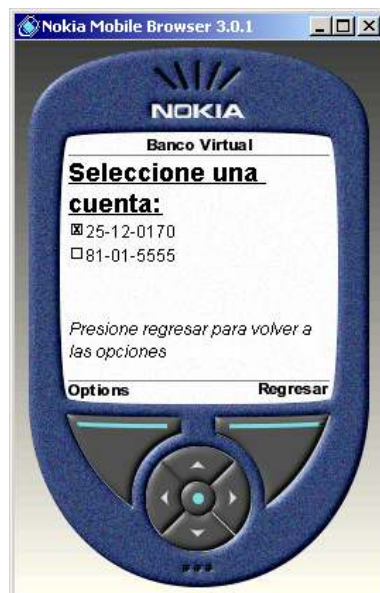 Nokia Mobile Browser 3.0.1
NOKIA
Banco Virtual
Seleccione una
cuenta:
25-12-0170
81-01-5555
Presione regresar para volver a
las opciones
Options Regresar